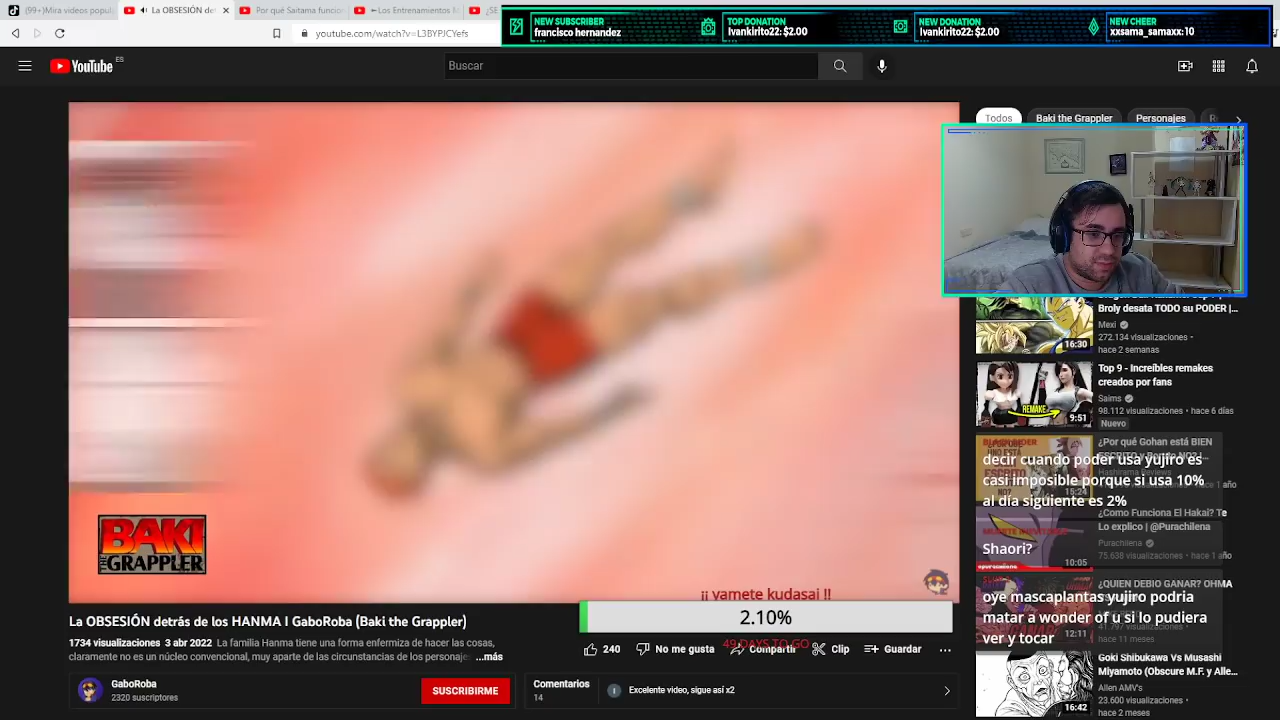 (99+)Mira videos popul
La OBSESIÓN det
Por qué Saitama funcio
Los Entrenamientos
NEW SUBSCRIBER
francisco hernandez
TOP DONATION
Ivankirito22: $2.00
NEW DONATION
Ivankirito22: $2.00
NEW CHEER
xxsama_samaxx:10
youtube.com/watch?v=L3BYPJCYefs
YouTube ES
Buscar
Todos
Baki the Grappler
Personajes
BAKI
THE GRAPPLER
Broly desata TODO su PODER |...
Mexi
272.134 visualizaciones •
hace 2 semanas
16:30
Top 9 - Increíbles remakes
creados por fans
Saims
98.112 visualizaciones • hace 6 días
Nuevo
REMAKE
9:51
¿Por qué Gohan está BIEN
decir cuando poder usa yujiro es
casi imposible porque si usa 10%
al día siguiente es 2%
15:24
¿Como Funciona El Hakai? Te
Lo explico | @Purachilena
Purachilena
75.638 visualizaciones • hace 1 año
Shaori?
10:05
¿QUIEN DEBIO GANAR? OHMA
oye mascaplantas yujiro podria
matar a wonder of u si lo pudiera
ver y tocar
12:11
hace 11 meses
Goki Shibukawa Vs Musashi
Miyamoto (Obscure M.F. y Alle...
Allen AMV's
23.600 visualizaciones •
hace 2 meses
16:42
¡¡ yamete kudasai !!
2.10%
49 DAYS TO GO
La OBSESIÓN detrás de los HANMA I GaboRoba (Baki the Grappler)
1734 visualizaciones 3 abr 2022 La familia Hanma tiene una forma enfermiza de hacer las cosas,
claramente no es un núcleo convencional, muy aparte de las circunstancias de los personaje ...más
240 No me gusta Compartir Clip Guardar
GaboRoba
2320 suscriptores
SUSCRIBIRME
Comentarios
14
Excelente video, sigue así x2